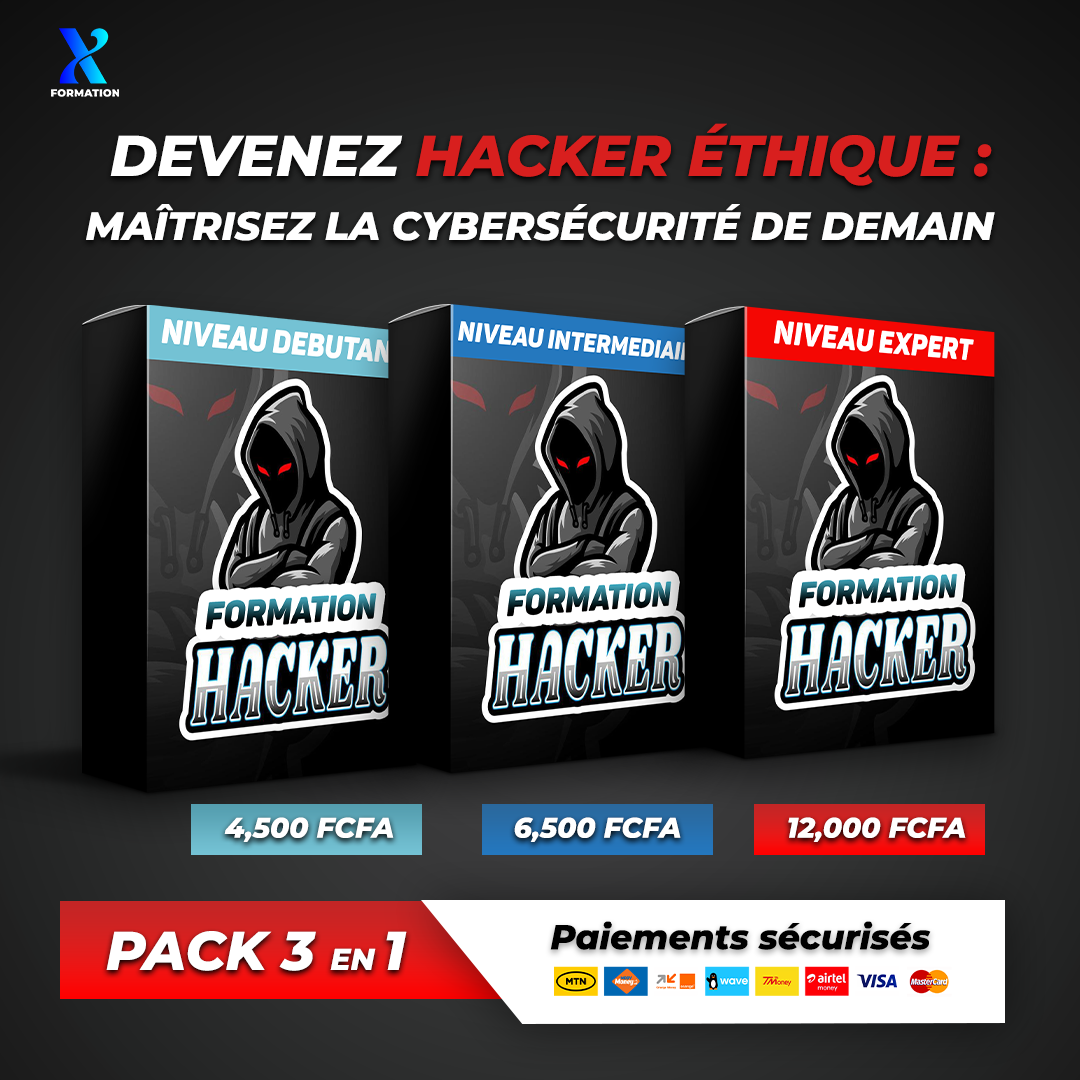 FORMATION
DEVENEZ HACKER ÉTHIQUE :
MAÎTRISEZ LA CYBERSÉCURITÉ DE DEMAIN
NIVEAU DEBUTAN
NIVEAU INTERMEDIAI
NIVEAU EXPERT
FORMATION
HACKER
FORMATION
HACKER
FORMATION
HACKER
4,500 FCFA
6,500 FCFA
12,000 FCFA
PACK 3 EN 1
Paiements sécurisés
MTN
Money
wave
TMoney
airtel
money
VISA
MasterCard